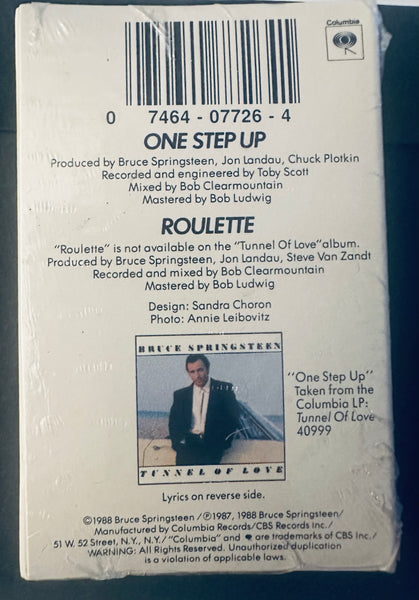 Columbia
0 7464 - 07726 - 4
ONE STEP UP
Produced by Bruce Springsteen, Jon Landau, Chuck Plotkin
Recorded and engineered by Toby Scott
Mixed by Bob Clearmountain
Mastered by Bob Ludwig
ROULETTE
"Roulette" is not available on the "Tunnel Of Love" album.
Produced by Bruce Springsteen, Jon Landau, Steve Van Zandt
Recorded and mixed by Bob Clearmountain
Mastered by Bob Ludwig
Design: Sandra Choron
Photo: Annie Leibovitz
BRUCE SPRINGSTEEN
TUNNEL OF LOVE
"One Step Up"
Taken from the
Columbia LP:
Tunnel Of Love
40999
Lyrics on reverse side.
©1988 Bruce Springsteen/℗1987, 1988 Bruce Springsteen/
Manufactured by Columbia Records/CBS Records Inc./
51 W. 52 Street, N.Y., N.Y./"Columbia" and are trademarks of CBS Inc./
WARNING: All Rights Reserved. Unauthorized duplication
is a violation of applicable laws.